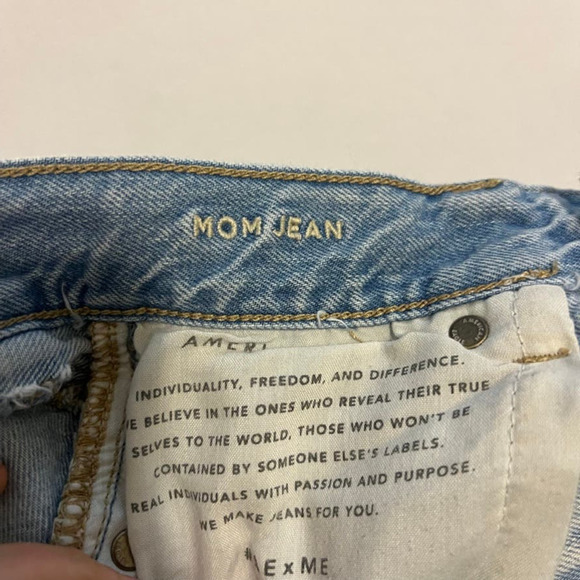 MOM JEAN
AMERI
INDIVIDUALITY, FREEDOM, AND DIFFERENCE.
WE BELIEVE IN THE ONES WHO REVEAL THEIR TRUE
SELVES TO THE WORLD. THOSE WHO WON'T BE
CONTAINED BY SOMEONE ELSE'S LABELS.
REAL INDIVIDUALS WITH PASSION AND PURPOSE.
WE MAKE JEANS FOR YOU.
#AExME